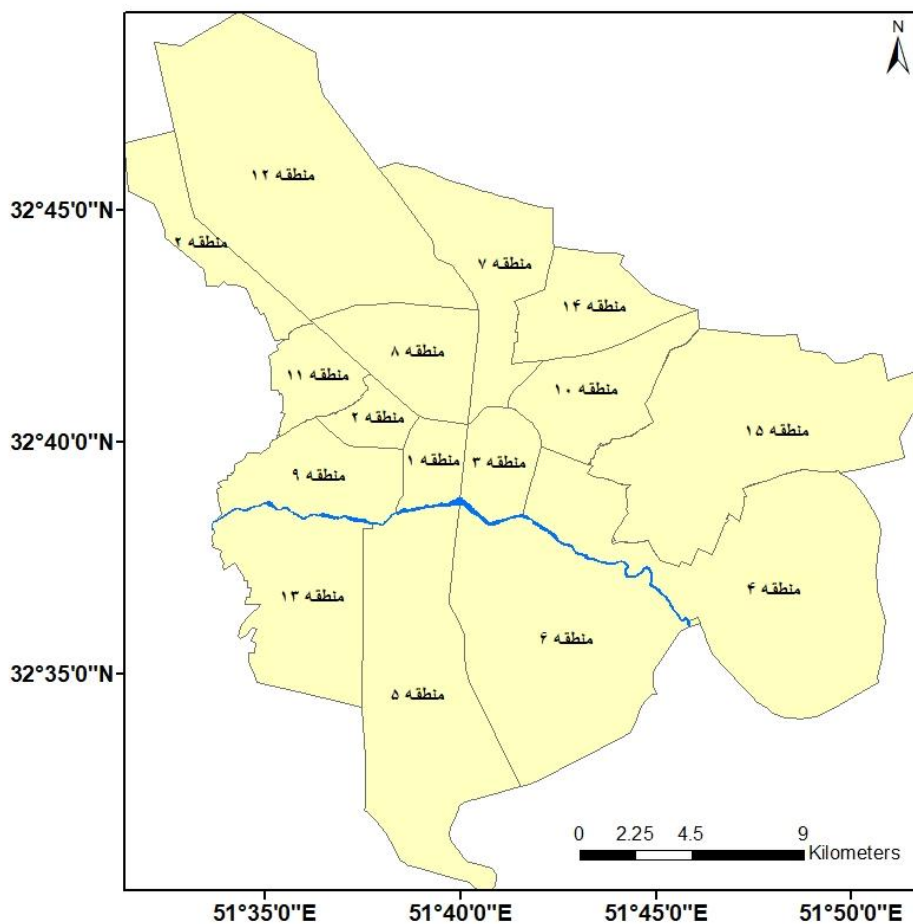 N
منطقه ۱۲
32°45'0"N
منطقه ۲
منطقه ۷
منطقه ۱۴
منطقه ۸
منطقه ۱۱
منطقه ۱۰
منطقه ۲
32°40'0"N
منطقه ۱۵
منطقه ۱
منطقه ۳
منطقه ۹
منطقه ۴
منطقه ۱۳
منطقه ۶
32°35'0"N
منطقه ۵
0 2.25 4.5 9
Kilometers
51°35'0"E 51°40'0"E 51°45'0"E 51°50'0"E